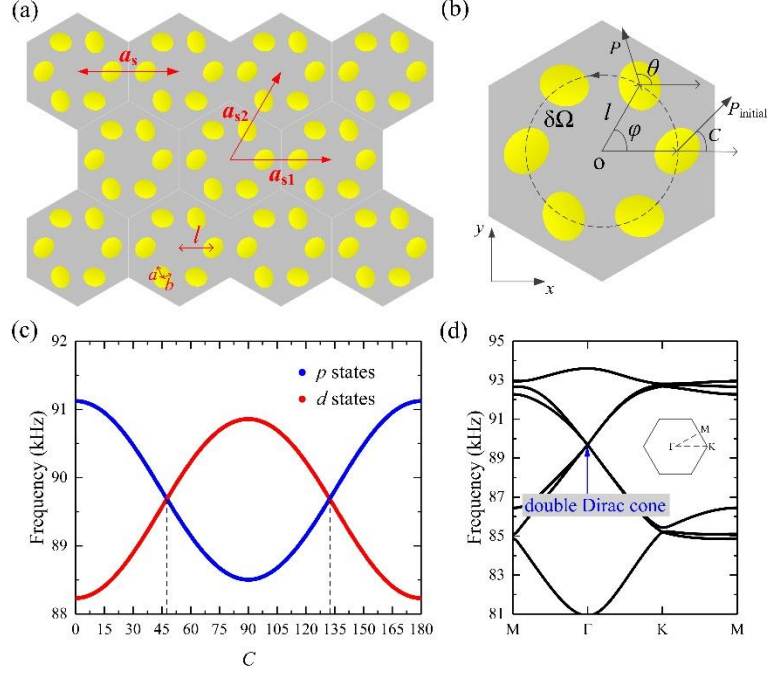 (a)
a_s
a_s2
a_s1
l
a
b
(b)
P
θ
δΩ
l
φ
o
P_initial
C
y
x
(c)
92
91
90
89
88
Frequency (kHz)
p states
d states
0 15 30 45 60 75 90 105 120 135 150 165 180
C
(d)
95
93
91
89
87
85
83
81
Frequency (kHz)
M
Γ
K
double Dirac cone
M Γ K M